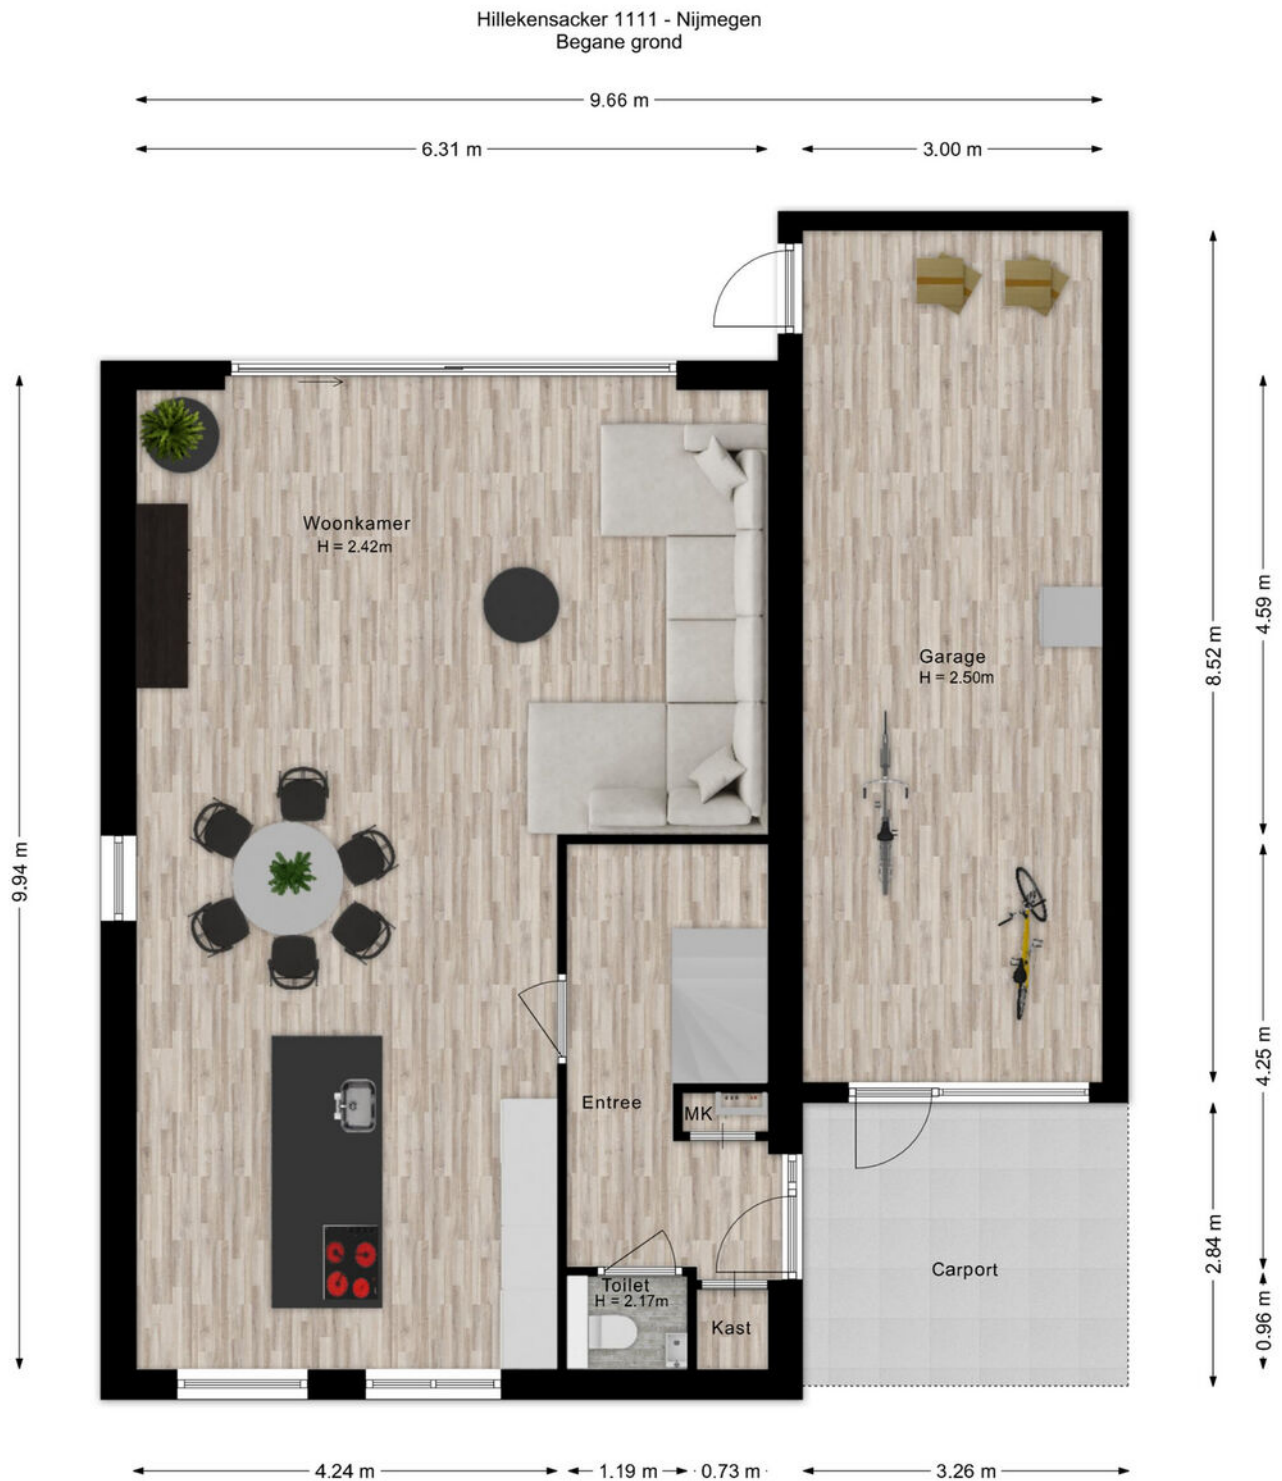 Hillekensacker 1111 - Nijmegen
Begane grond
9.66 m
6.31 m
3.00 m
Woonkamer
H = 2.42m
4.59 m
8.52 m
Garage
H = 2.50m
9.94 m
4.25 m
Entree
MK
2.84 m
Carport
Toilet
H = 2.17m
0.96 m
Kast
4.24 m
1.19 m
0.73 m
3.26 m